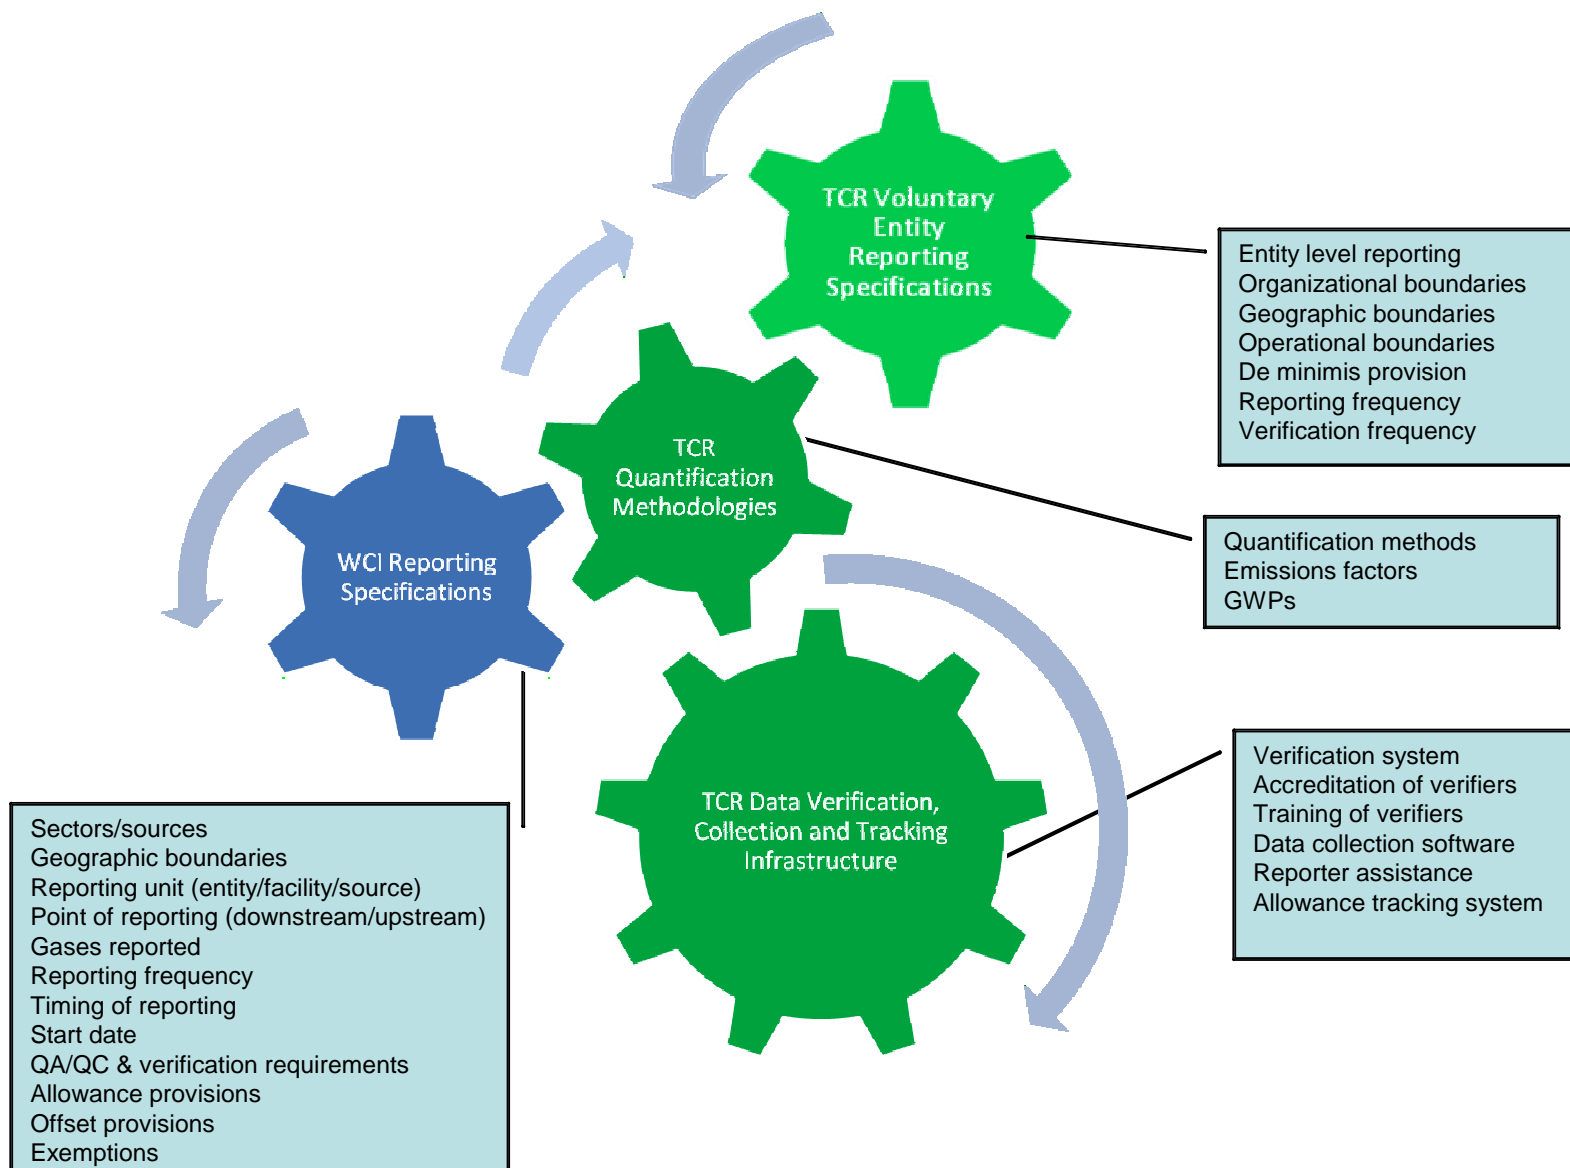 TCR Voluntary
Entity
Reporting
Specifications
Entity level reporting
Organizational boundaries
Geographic boundaries
Operational boundaries
De minimis provision
Reporting frequency
Verification frequency
TCR
Quantification
Methodologies
Quantification methods
Emissions factors
GWPs
WCI Reporting
Specifications
TCR Data Verification,
Collection and Tracking
Infrastructure
Verification system
Accreditation of verifiers
Training of verifiers
Data collection software
Reporter assistance
Allowance tracking system
Sectors/sources
Geographic boundaries
Reporting unit (entity/facility/source)
Point of reporting (downstream/upstream)
Gases reported
Reporting frequency
Timing of reporting
Start date
QA/QC & verification requirements
Allowance provisions
Offset provisions
Exemptions